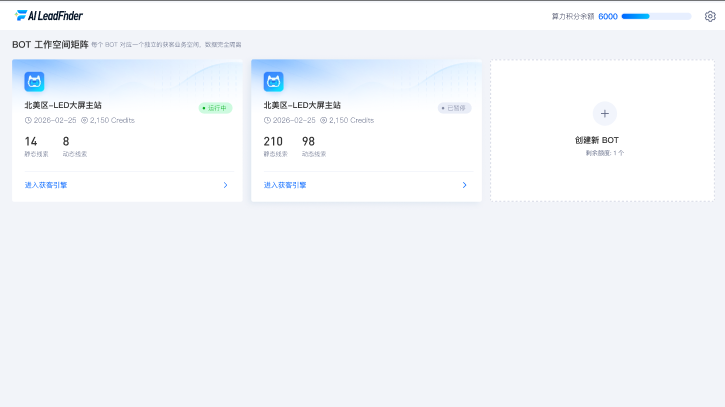 AI LeadFinder
算力积分余额 6000
BOT 工作空间矩阵 每个 BOT 对应一个独立的获客业务空间，数据完全隔离
北美区-LED大屏主站
运行中
2026-02-25 2,150 Credits
14 8
静态线索 动态线索
进入获客引擎
北美区-LED大屏主站
已暂停
2026-02-25 2,150 Credits
210 98
静态线索 动态线索
进入获客引擎
创建新 BOT
剩余额度: 1 个